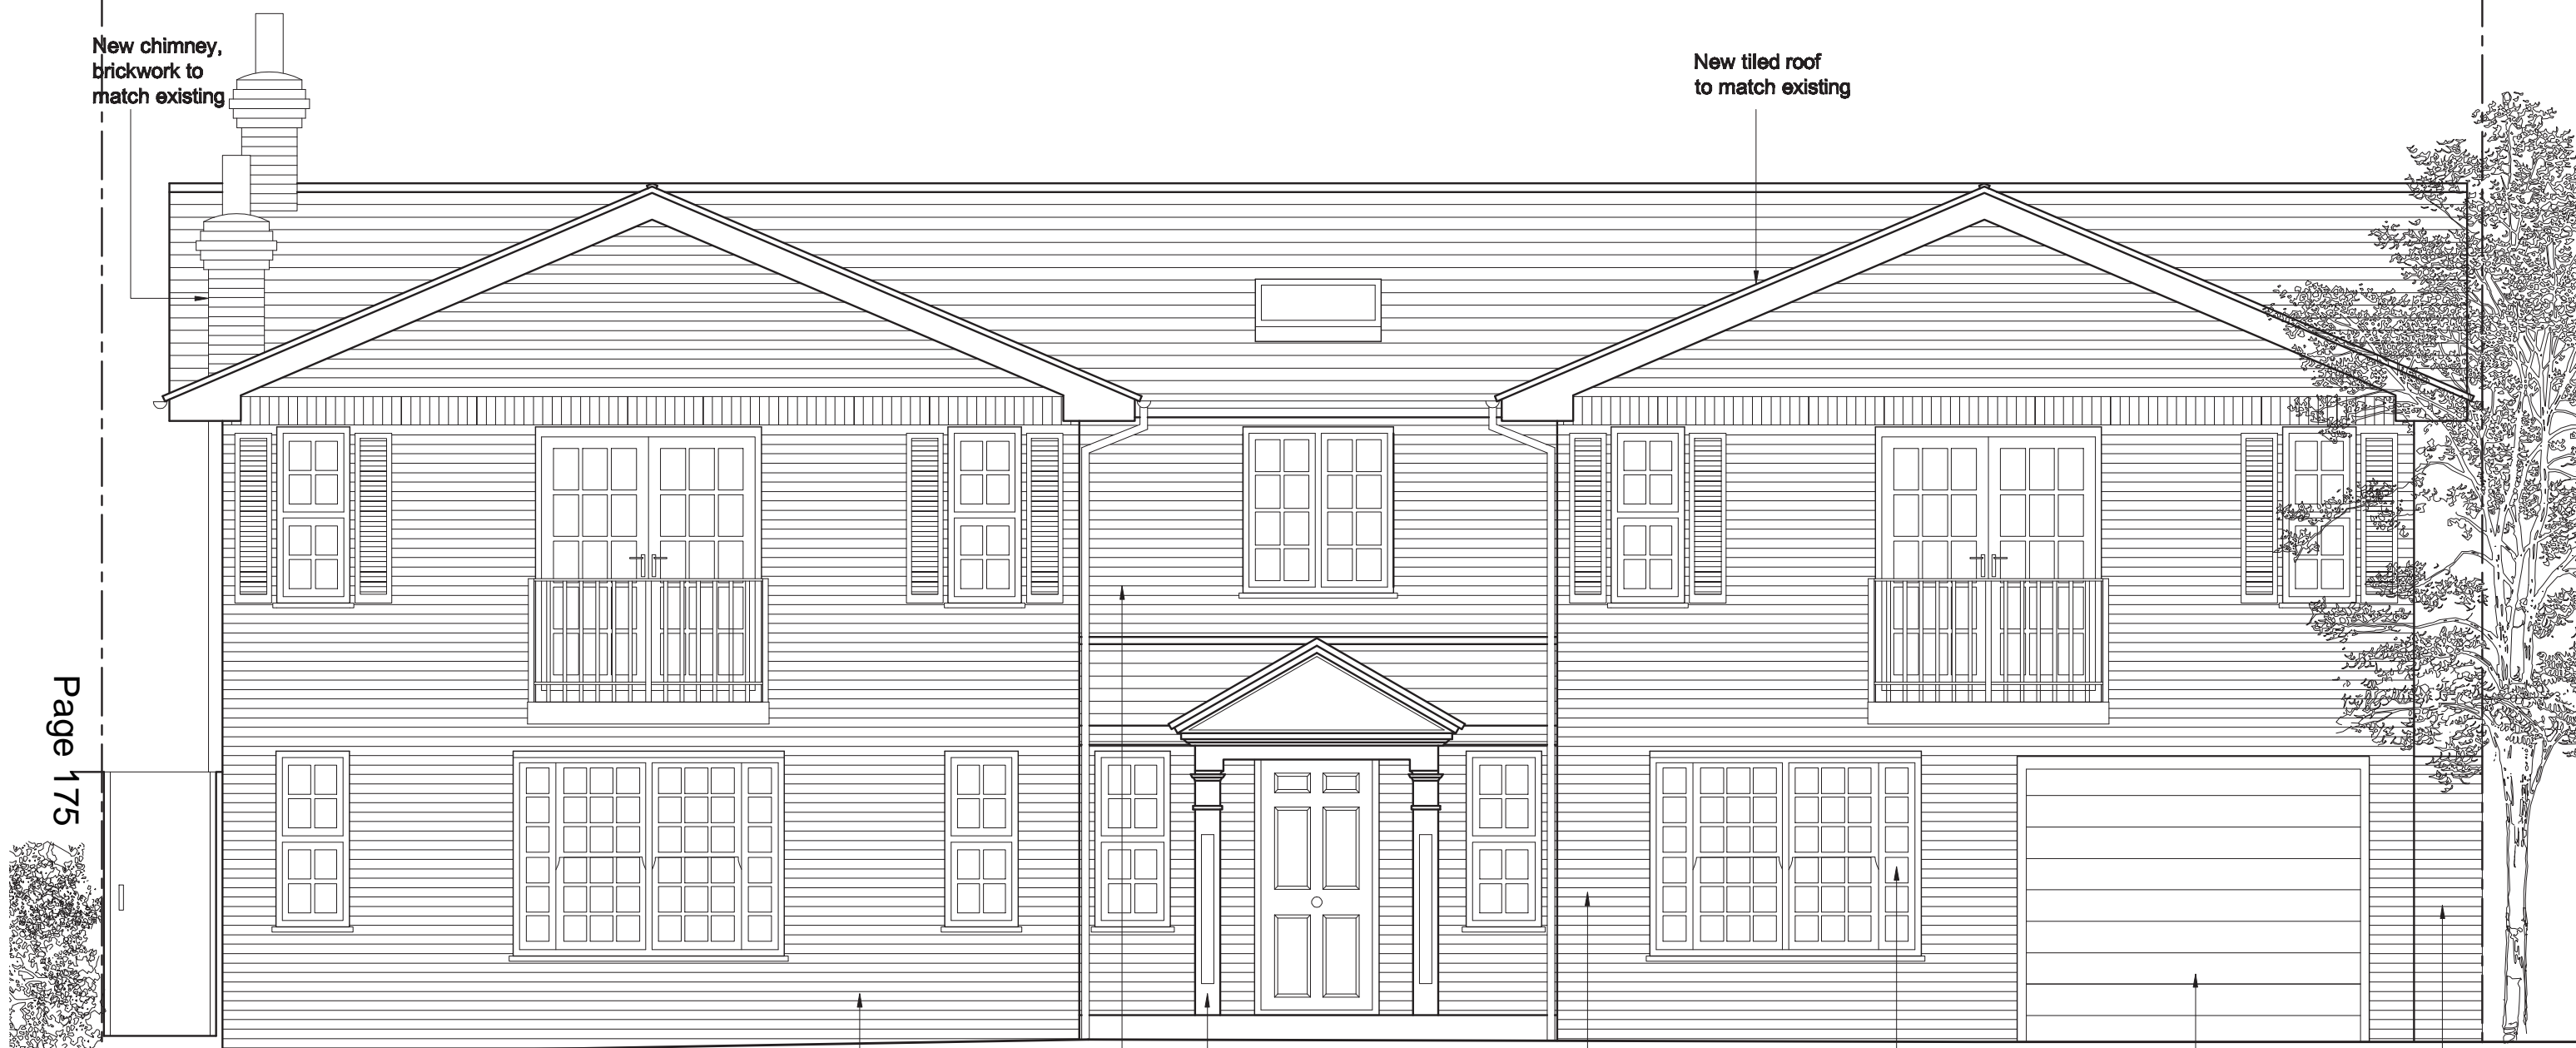 New chimney,
brickwork to
match existing
New tiled roof
to match existing
Page 175